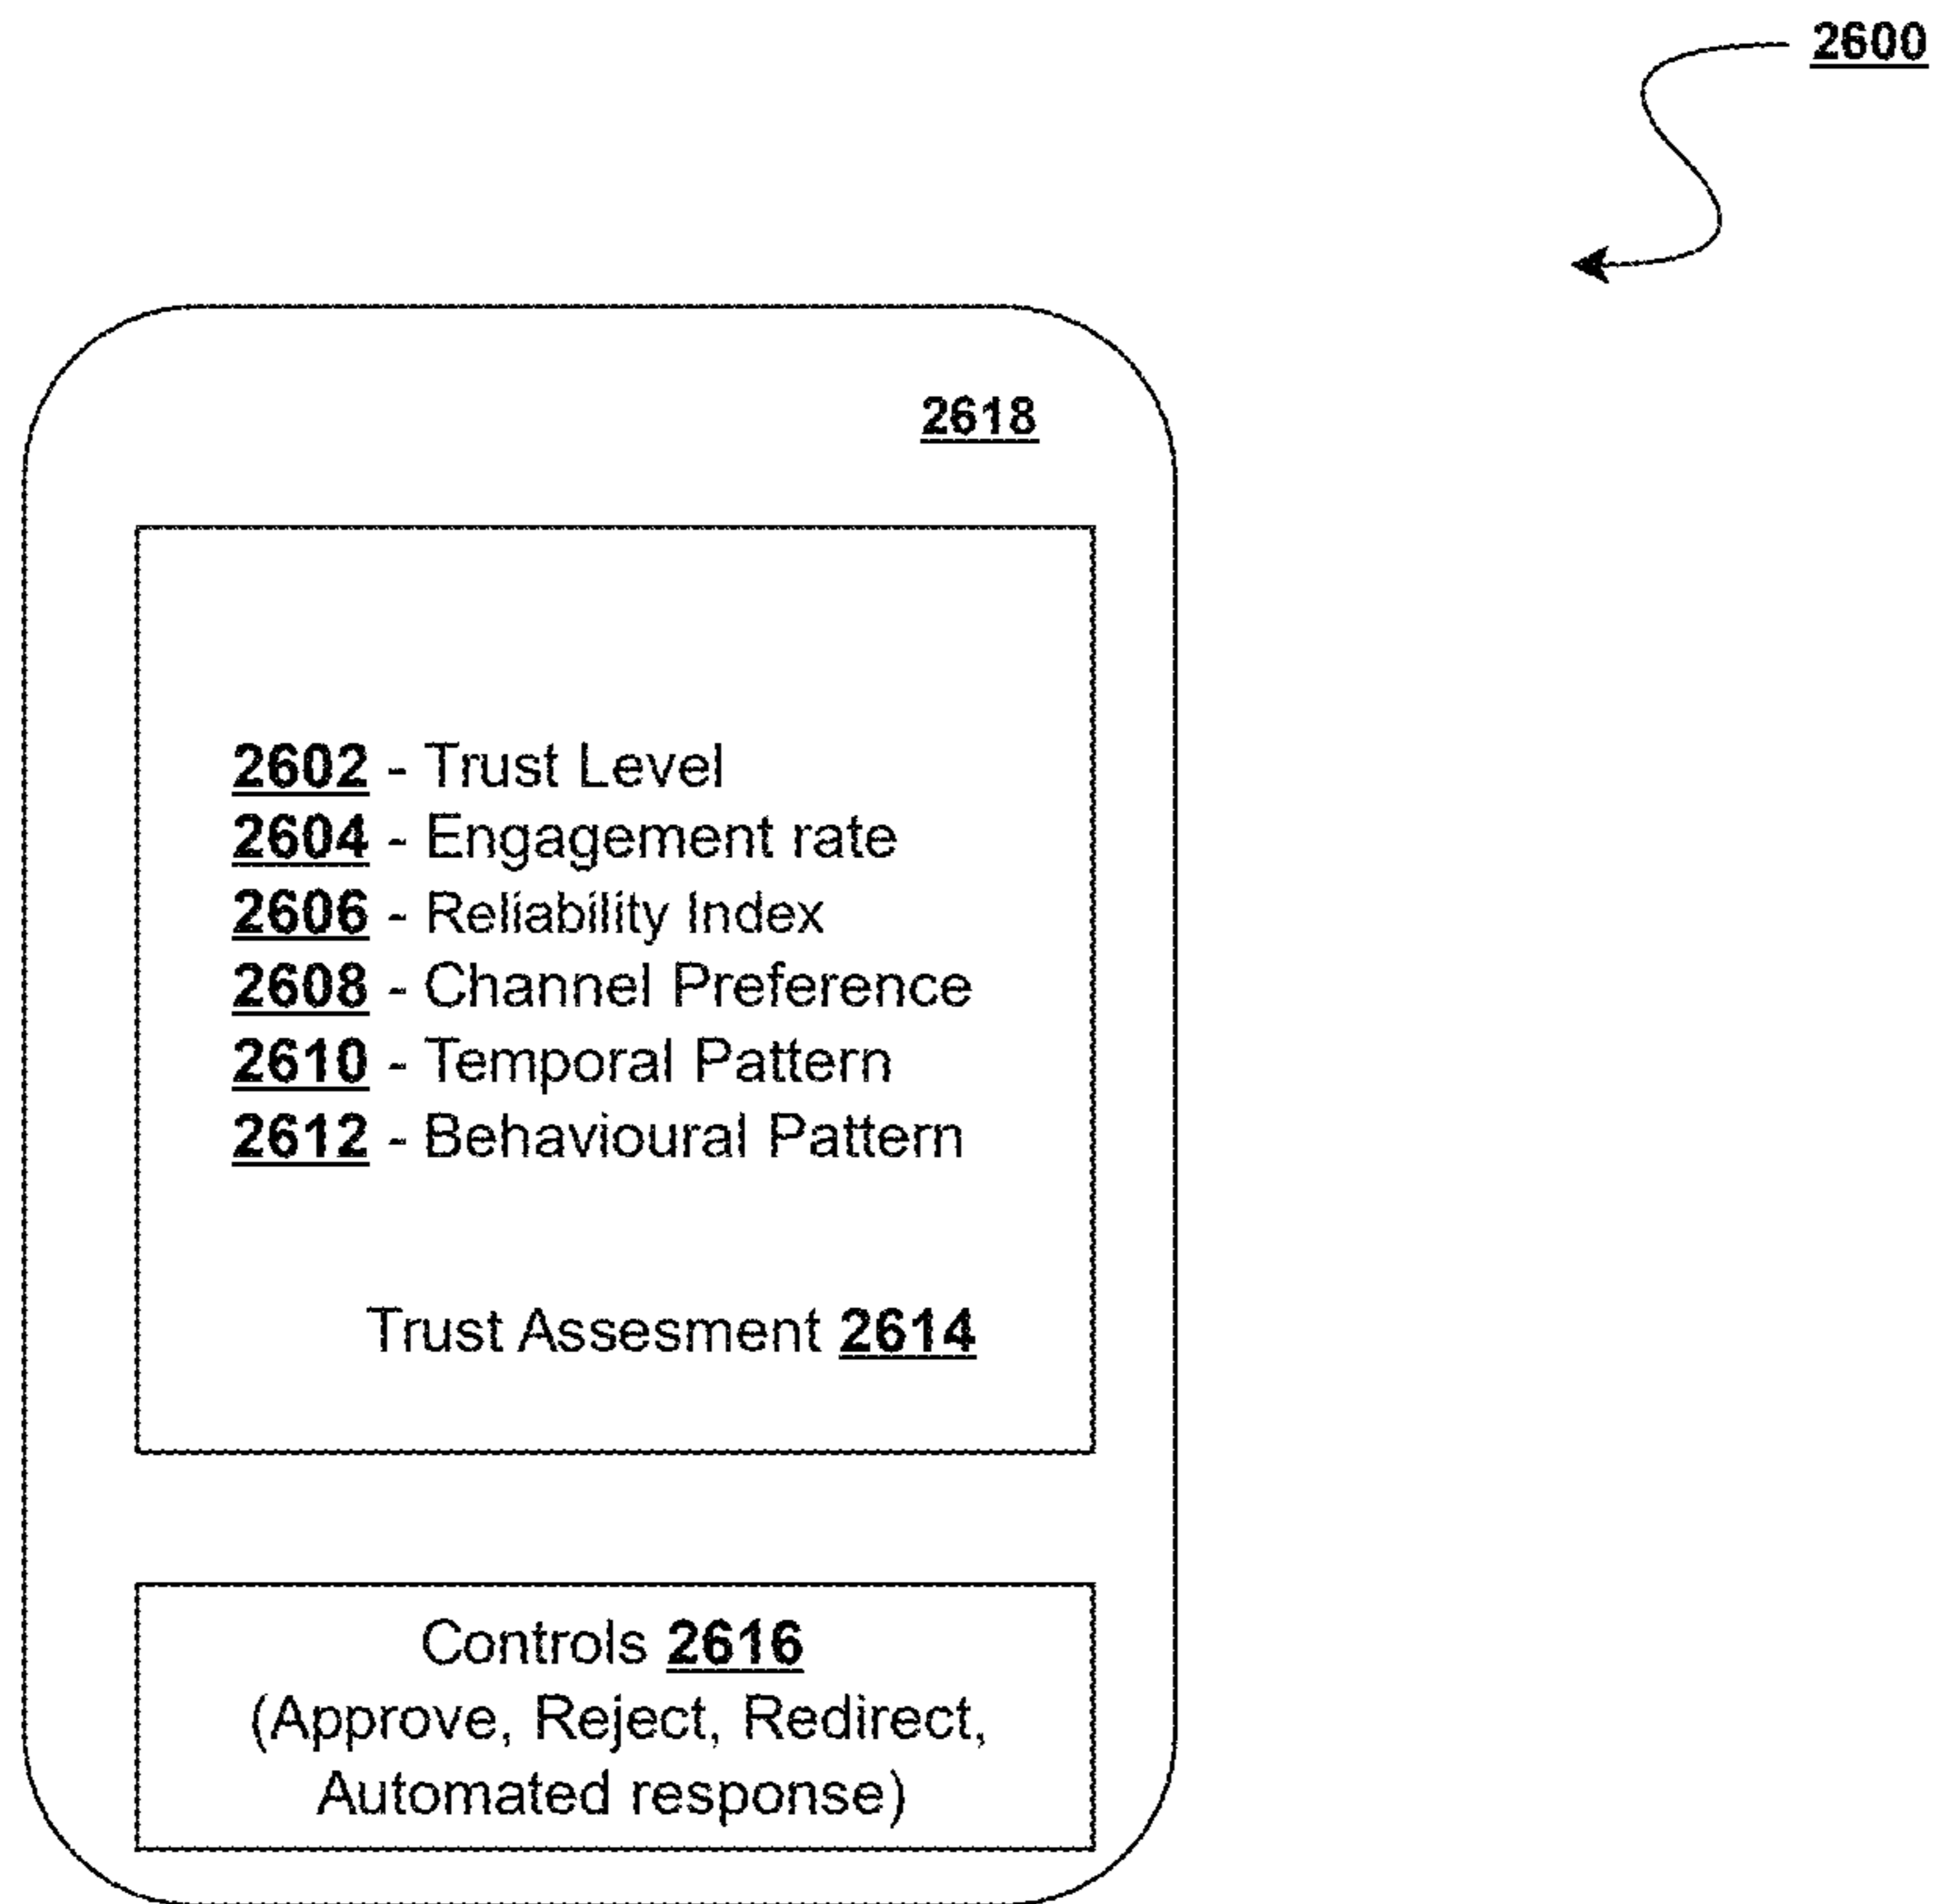 2600
2618
2602 - Trust Level
2604 - Engagement rate
2606 - Reliability Index
2608 - Channel Preference
2610 - Temporal Pattern
2612 - Behavioural Pattern
Trust Assesment 2614
Controls 2616
(Approve, Reject, Redirect,
Automated response)